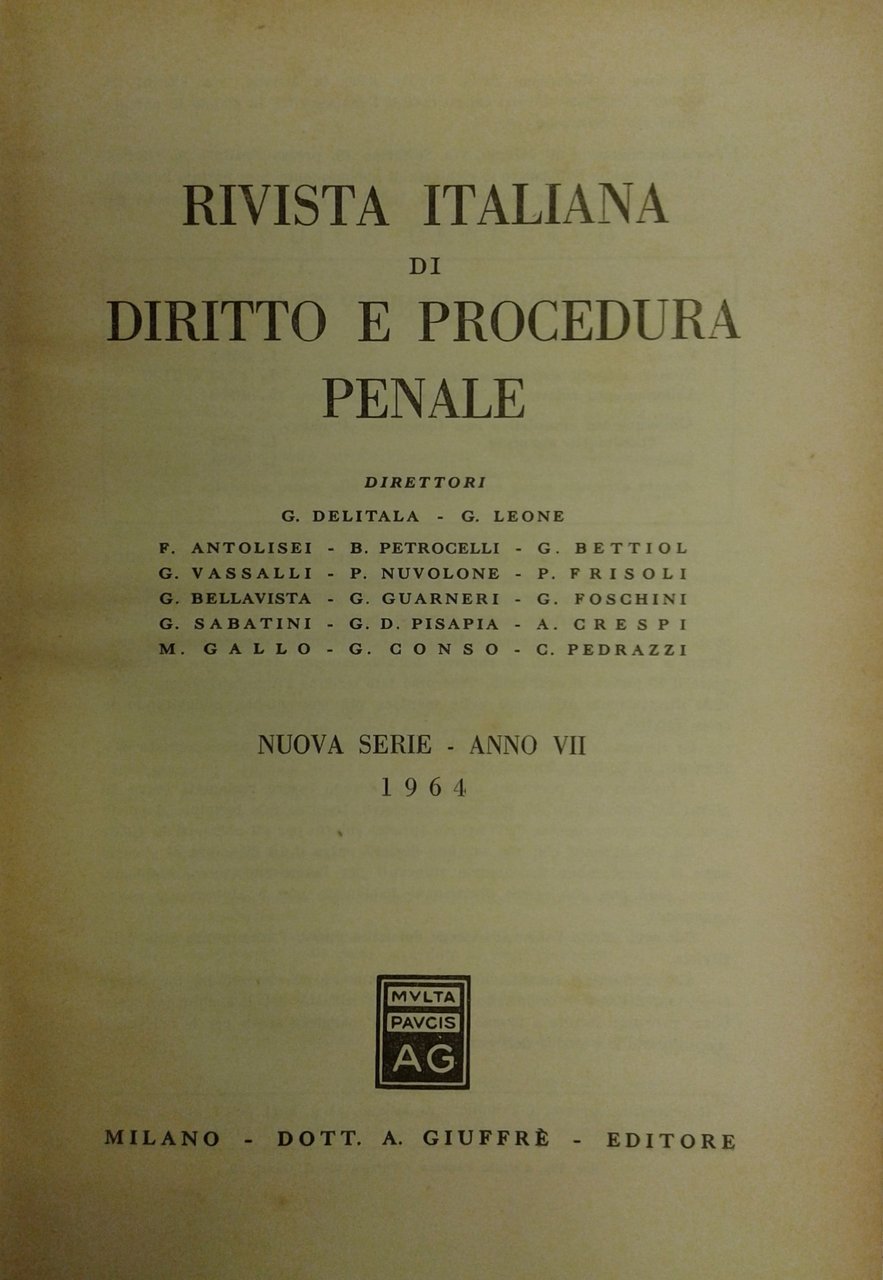 RIVISTA ITALIANA
DI
DIRITTO E PROCEDURA
PENALE
DIRETTORI
G. DELITALA - G. LEONE
F. ANTOLISEI - B. PETROCELLI - G. BETTIOL
G. VASSALLI - P. NUVOLONE - P. FRISOLI
G. BELLAVISTA - G. GUARNERI - G. FOSCHINI
G. SABATINI - G. D. PISAPIA - A. CRESPI
M. GALLO - G. CONSO - C. PEDRAZZI
NUOVA SERIE - ANNO VII
1964
MVLTA
PAVCIS
AG
MILANO - DOTT. A. GIUFFRÈ - EDITORE